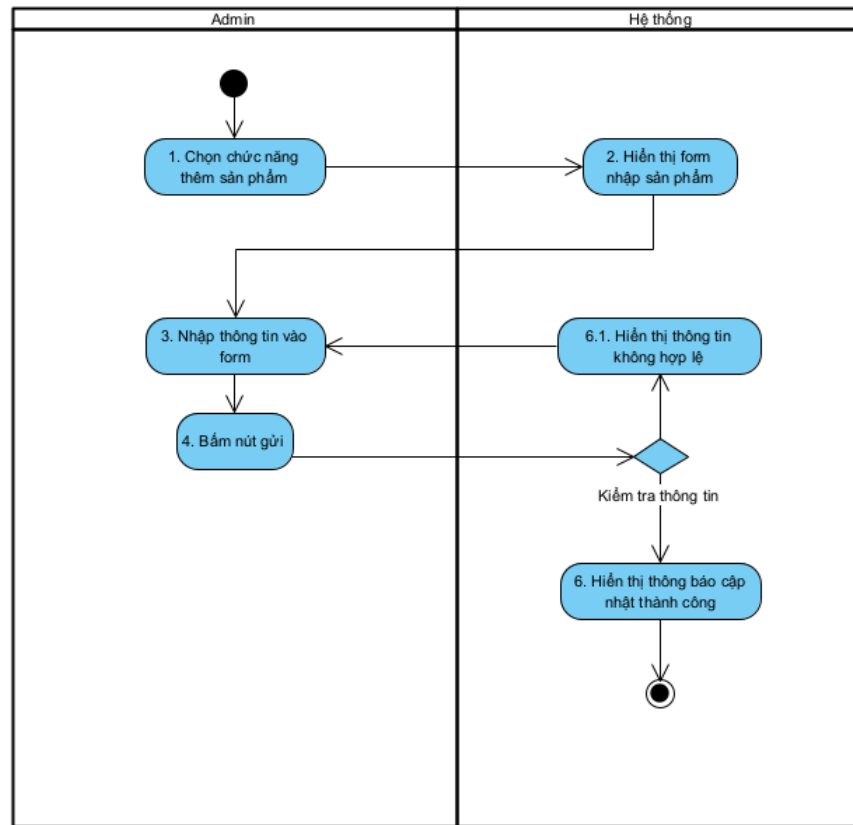 Admin
Hệ thống
1. Chọn chức năng
thêm sản phẩm
2. Hiển thị form
nhập sản phẩm
3. Nhập thông tin vào
form
6.1. Hiển thị thông tin
không hợp lệ
4. Bấm nút gửi
Kiểm tra thông tin
6. Hiển thị thông báo cập
nhật thành công